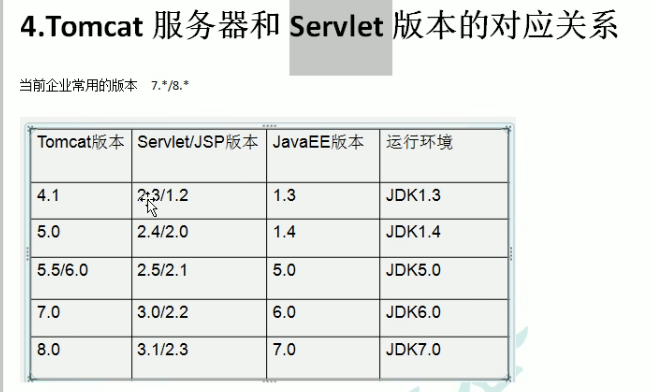 4.Tomcat 服务器和 Servlet 版本的对应关系
当前企业常用的版本 7.*/8.*
Tomcat版本 Servlet/JSP版本 JavaEE版本 运行环境
4.1 2.3/1.2 1.3 JDK1.3
5.0 2.4/2.0 1.4 JDK1.4
5.5/6.0 2.5/2.1 5.0 JDK5.0
7.0 3.0/2.2 6.0 JDK6.0
8.0 3.1/2.3 7.0 JDK7.0